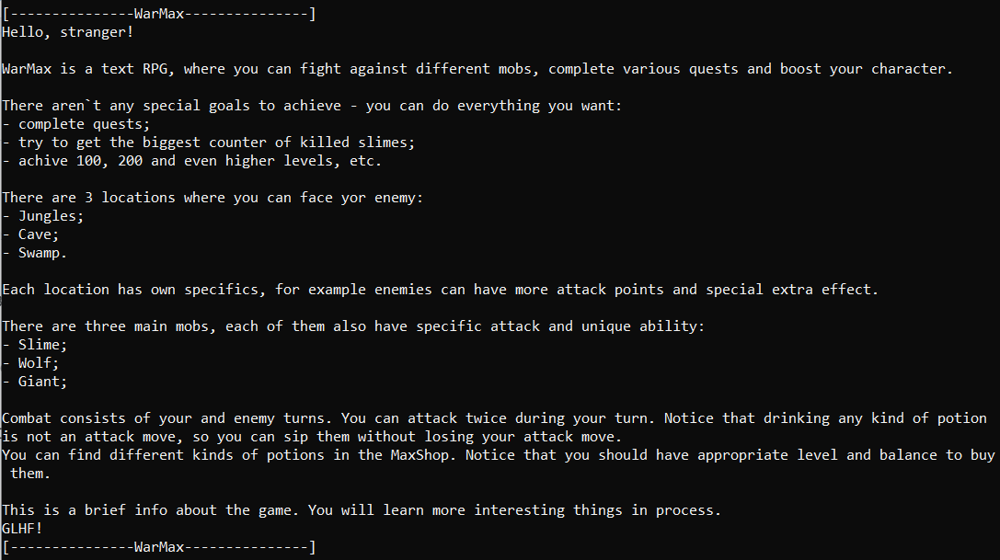 [---------------WarMax---------------]
Hello, stranger!
WarMax is a text RPG, where you can fight against different mobs, complete various quests and boost your character.
There aren`t any special goals to achieve - you can do everything you want:
- complete quests;
- try to get the biggest counter of killed slimes;
- achive 100, 200 and even higher levels, etc.
There are 3 locations where you can face yor enemy:
- Jungles;
- Cave;
- Swamp.
Each location has own specifics, for example enemies can have more attack points and special extra effect.
There are three main mobs, each of them also have specific attack and unique ability:
- Slime;
- Wolf;
- Giant;
Combat consists of your and enemy turns. You can attack twice during your turn. Notice that drinking any kind of potion
is not an attack move, so you can sip them without losing your attack move.
You can find different kinds of potions in the MaxShop. Notice that you should have appropriate level and balance to buy
them.
This is a brief info about the game. You will learn more interesting things in process.
GLHF!
[---------------WarMax---------------]